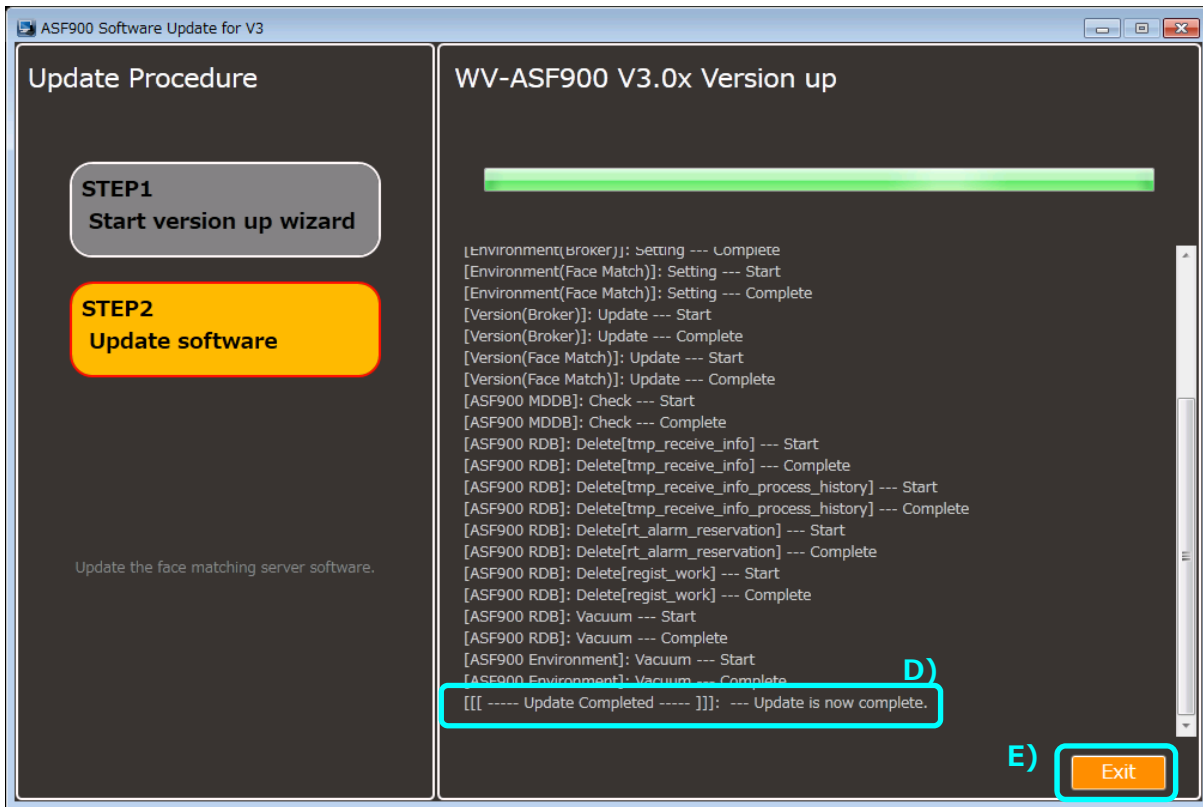 ASF900 Software Update for V3
Update Procedure
STEP1
Start version up wizard
STEP2
Update software
Update the face matching server software.
WV-ASF900 V3.0x Version up
[Environment(Broker)]: Setting --- Complete
[Environment(Face Match)]: Setting --- Start
[Environment(Face Match)]: Setting --- Complete
[Version(Broker)]: Update --- Start
[Version(Broker)]: Update --- Complete
[Version(Face Match)]: Update --- Start
[Version(Face Match)]: Update --- Complete
[ASF900 MDDB]: Check --- Start
[ASF900 MDDB]: Check --- Complete
[ASF900 RDB]: Delete[tmp_receive_info] --- Start
[ASF900 RDB]: Delete[tmp_receive_info] --- Complete
[ASF900 RDB]: Delete[tmp_receive_info_process_history] --- Start
[ASF900 RDB]: Delete[tmp_receive_info_process_history] --- Complete
[ASF900 RDB]: Delete[rt_alarm_reservation] --- Start
[ASF900 RDB]: Delete[rt_alarm_reservation] --- Complete
[ASF900 RDB]: Delete[regist_work] --- Start
[ASF900 RDB]: Delete[regist_work] --- Complete
[ASF900 RDB]: Vacuum --- Start
[ASF900 RDB]: Vacuum --- Complete
[ASF900 Environment]: Vacuum --- Start
[ASF900 Environment]: Vacuum --- Complete
D)
[[[ ----- Update Completed ----- ]]]: --- Update is now complete.
E)
Exit